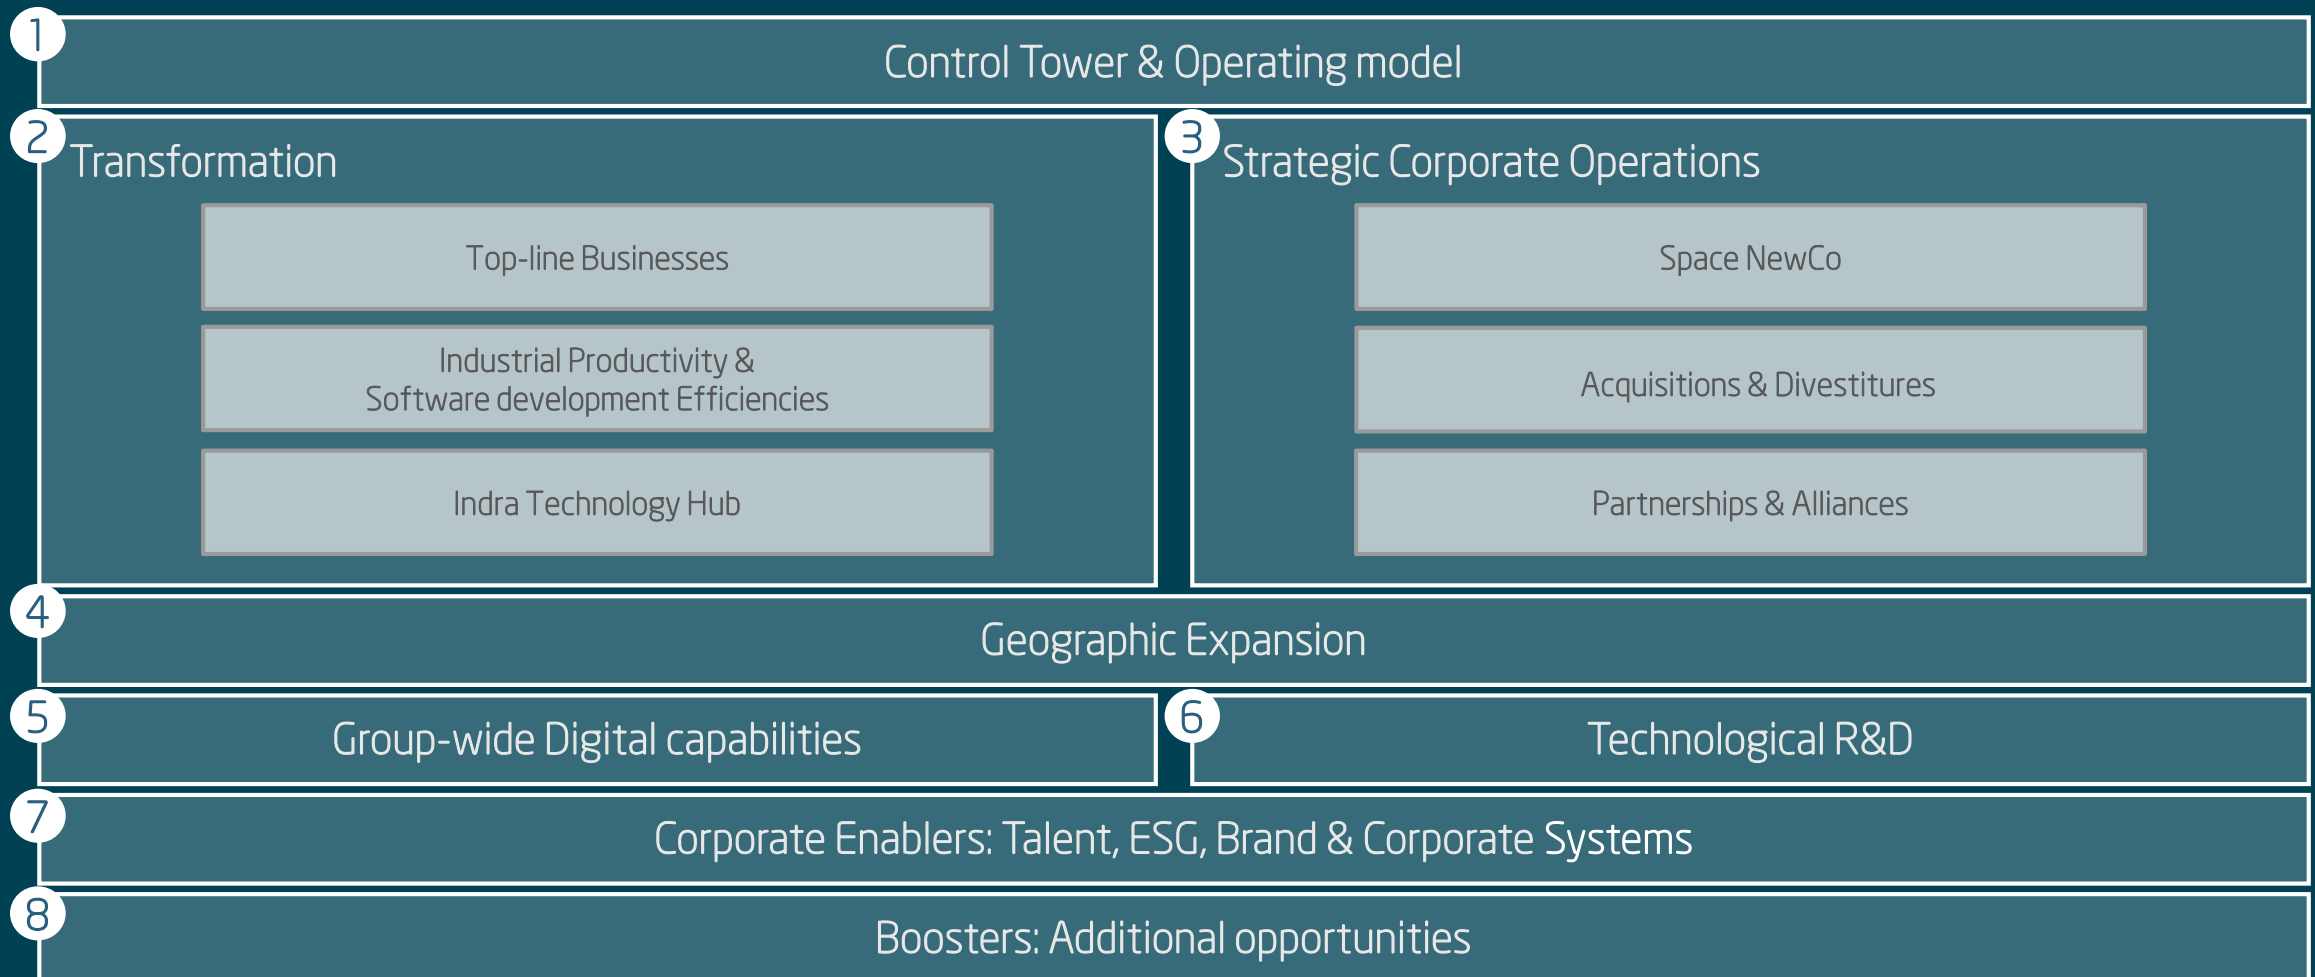 1
Control Tower & Operating model
2
Transformation
Top-line Businesses
Industrial Productivity &
Software development Efficiencies
Indra Technology Hub
3
Strategic Corporate Operations
Space NewCo
Acquisitions & Divestitures
Partnerships & Alliances
4
Geographic Expansion
5
Group-wide Digital capabilities
6
Technological R&D
7
Corporate Enablers: Talent, ESG, Brand & Corporate Systems
8
Boosters: Additional opportunities